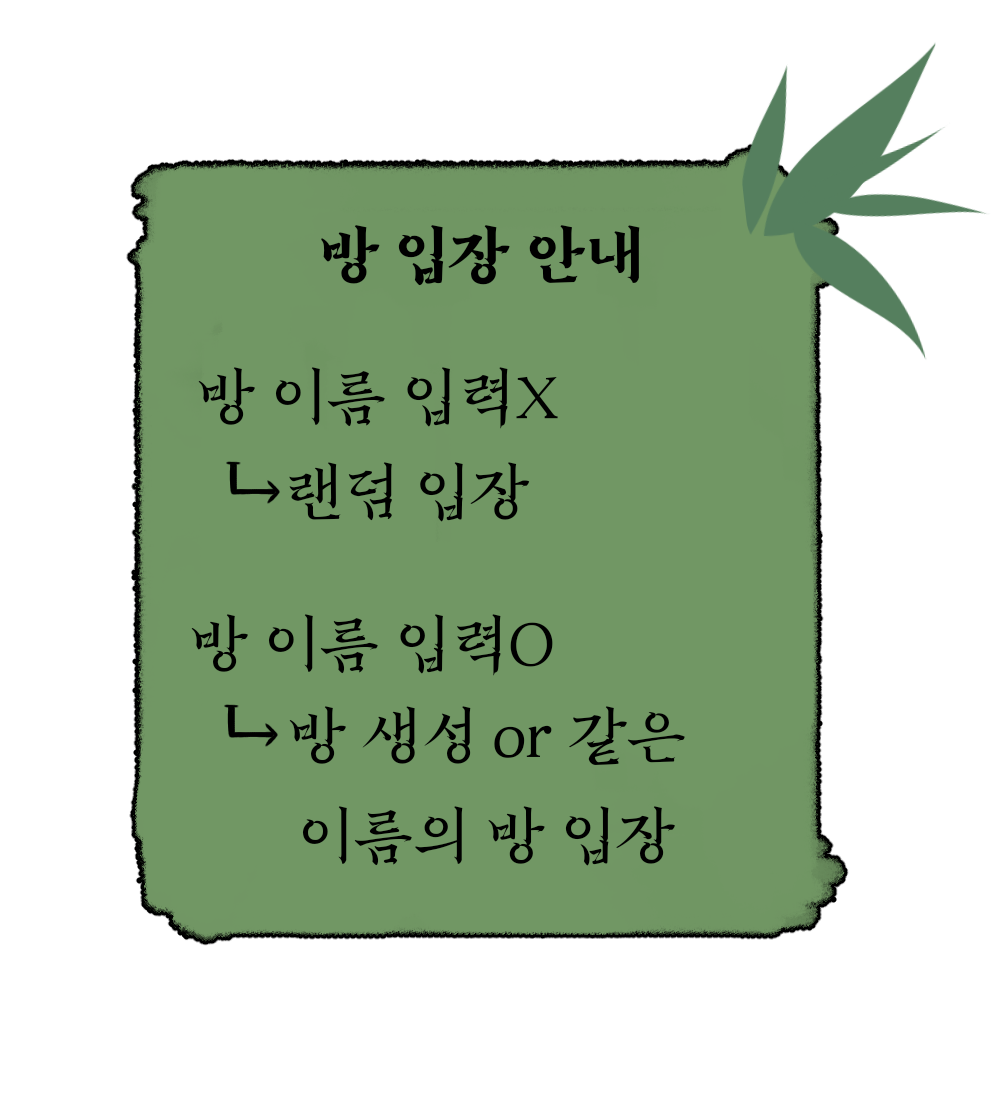 방 입장 안내
방 이름 입력X
↳랜덤 입장
방 이름 입력O
↳방 생성 or 같은
이름의 방 입장